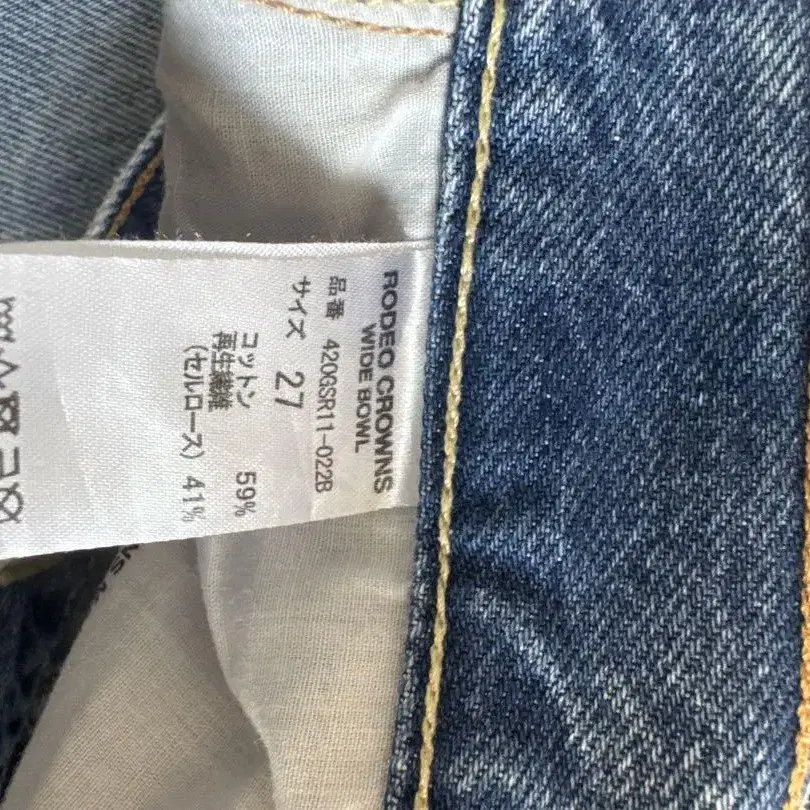 RODEO CROWNS
WIDE BOWL
品番 420GSR11-022B
サイズ 27
コットン 59%
再生繊維
(セルロース) 41%